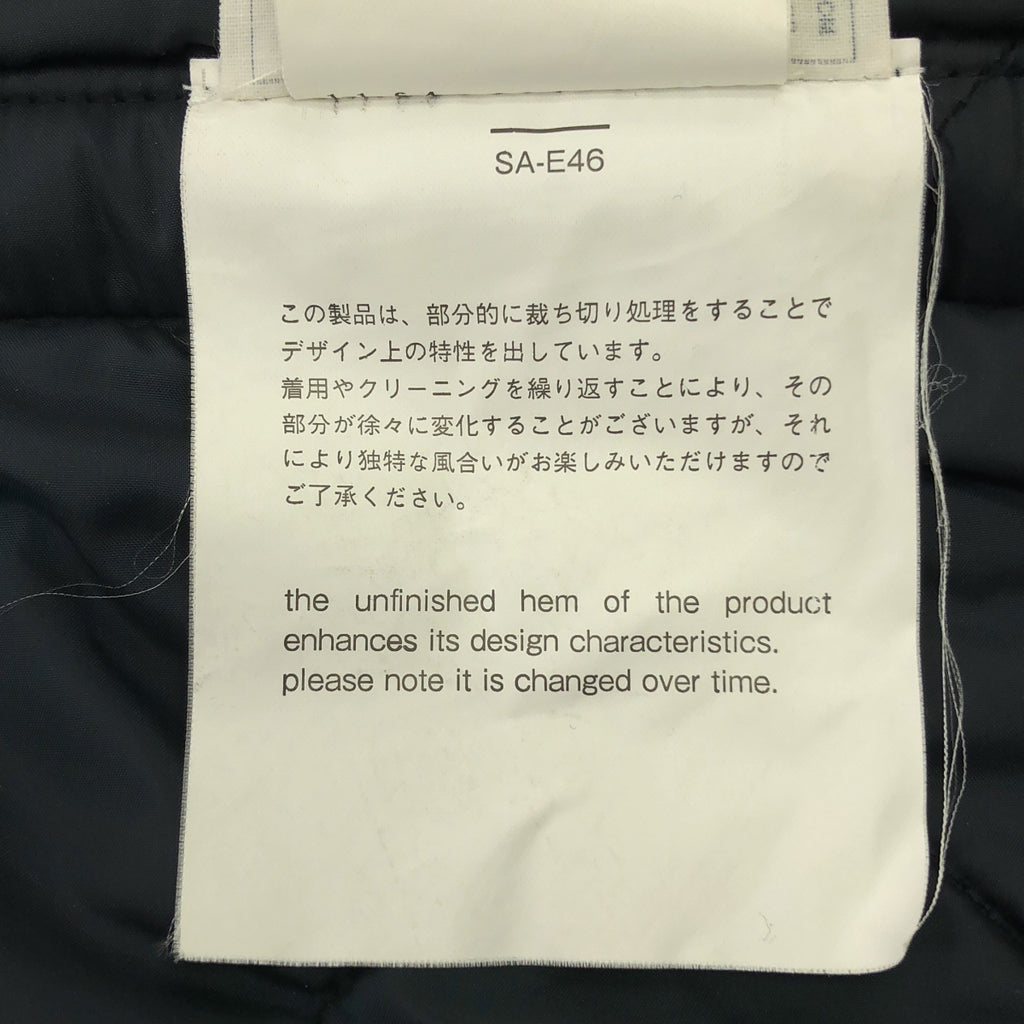 SA-E46
この製品は、部分的に裁ち切り処理をすることで
デザイン上の特性を出しています。
着用やクリーニングを繰り返すことにより、その
部分が徐々に変化することがございますが、それ
により独特な風合いがお楽しみいただけますので
ご了承ください。
the unfinished hem of the product
enhances its design characteristics.
please note it is changed over time.